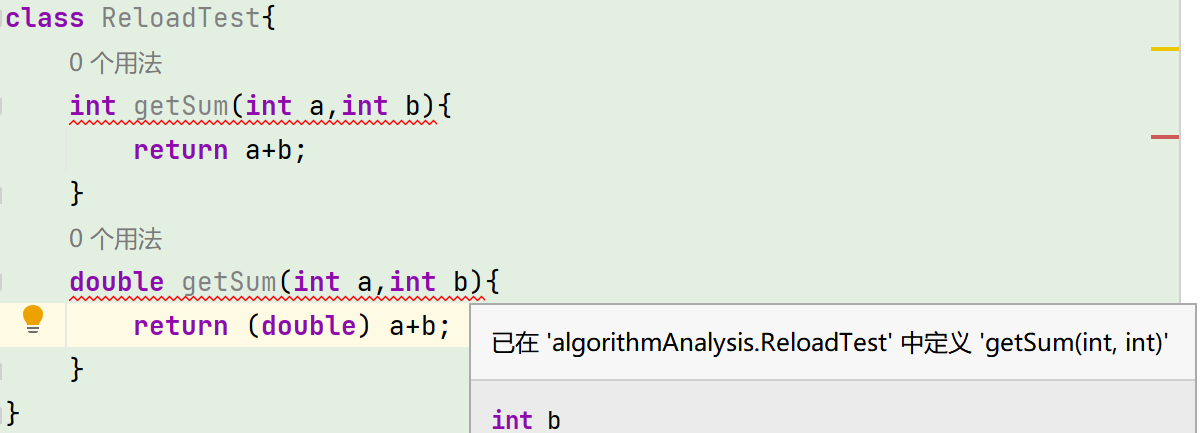 class ReloadTest{
0 个用法
int getSum(int a,int b){
return a+b;
}
0 个用法
double getSum(int a,int b){
return (double) a+b;
已在 'algorithmAnalysis.ReloadTest' 中定义 'getSum(int, int)'
}
}
int b